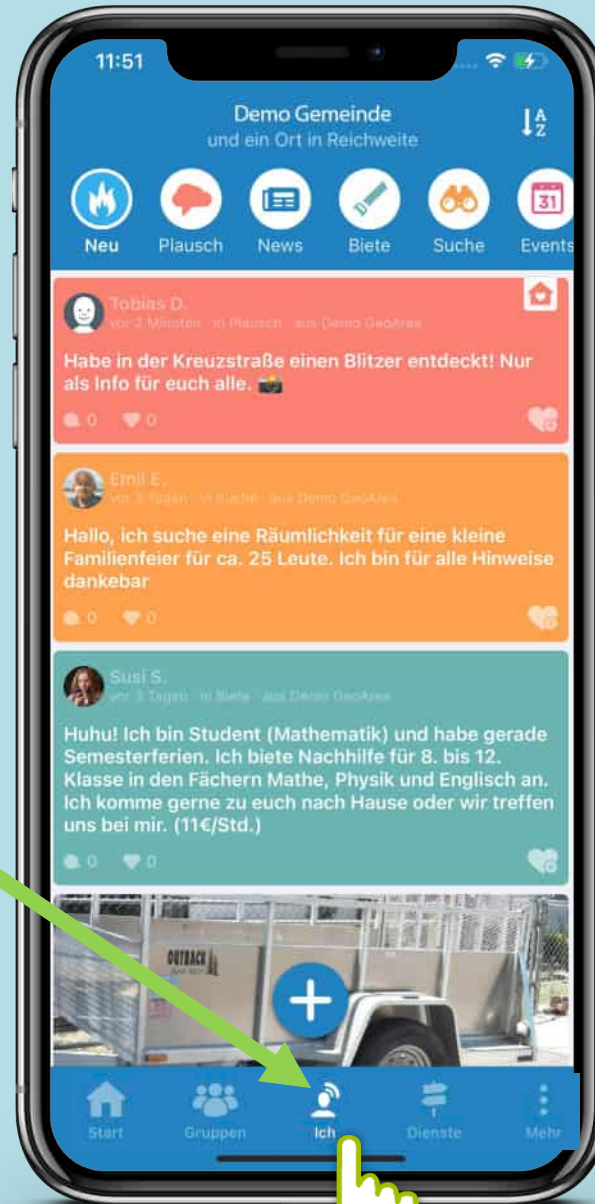 11:51
Demo Gemeinde
und ein Ort in Reichweite
A
Z
31
Neu
Plausch
News
Biete
Suche
Events
Tobias D.
vor 2 Minuten · in Plausch · aus Demo GeoArea
Habe in der Kreuzstraße einen Blitzer entdeckt! Nur
als Info für euch alle. 📸
0 0
Emil E.
vor 3 Tagen · in Suche · aus Demo GeoArea
Hallo, ich suche eine Räumlichkeit für eine kleine
Familienfeier für ca. 25 Leute. Ich bin für alle Hinweise
dankebar
0 0
Susi S.
vor 3 Tagen · in Biete · aus Demo GeoArea
Huhu! Ich bin Student (Mathematik) und habe gerade
Semesterferien. Ich biete Nachhilfe für 8. bis 12.
Klasse in den Fächern Mathe, Physik und Englisch an.
Ich komme gerne zu euch nach Hause oder wir treffen
uns bei mir. (11€/Std.)
0 0
OUTBACK
Start
Gruppen
Ich
Dienste
Mehr